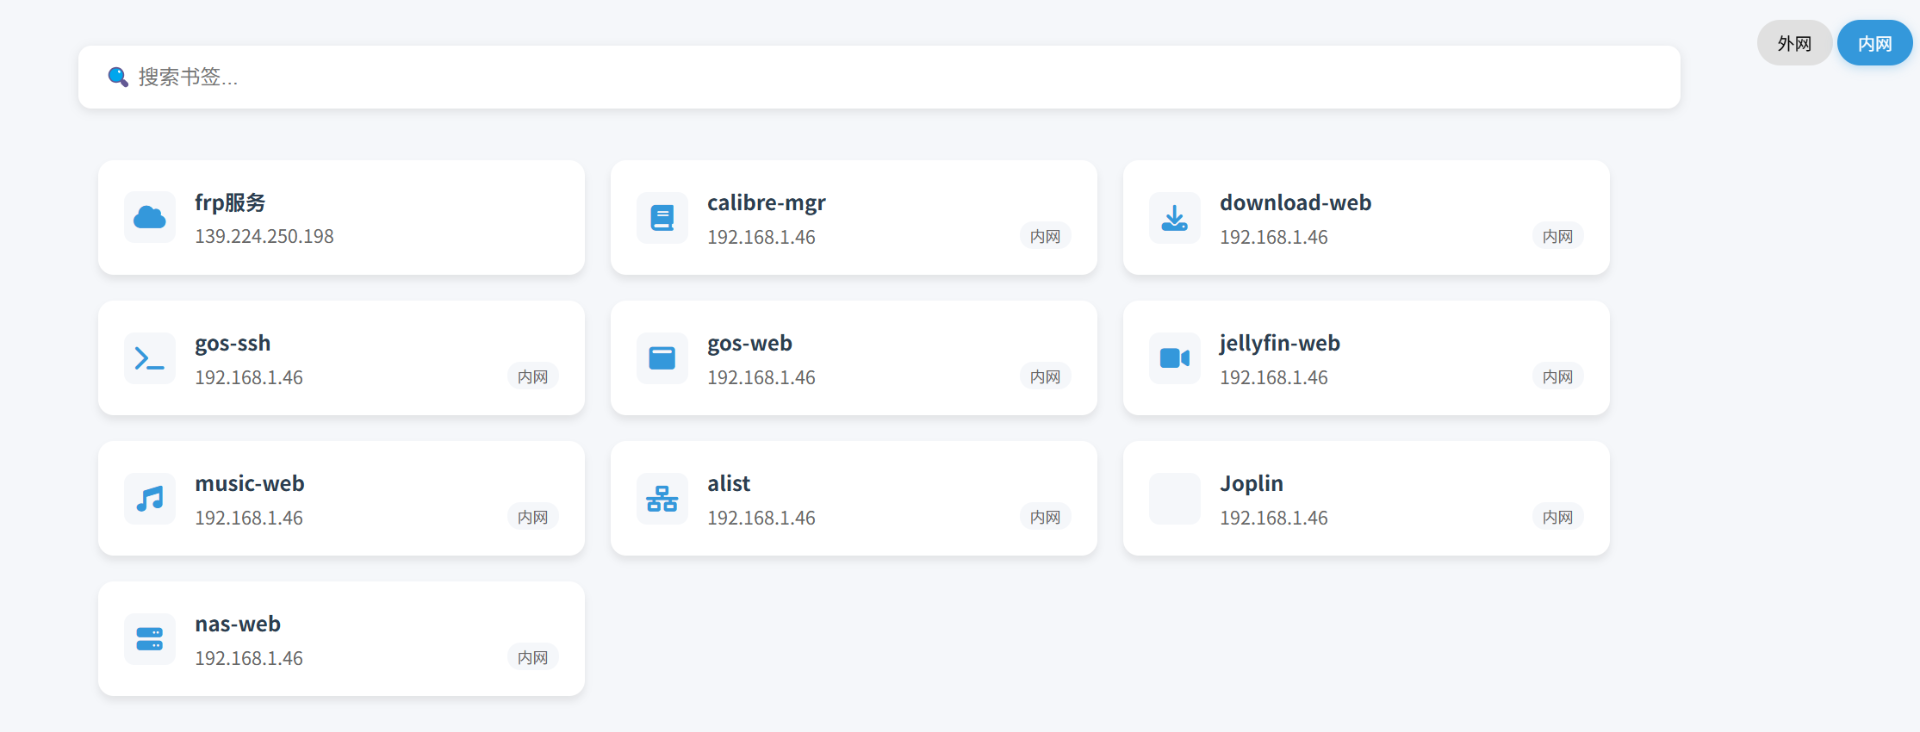 外网 内网
搜索书签...
frp服务
139.224.250.198
calibre-mgr
192.168.1.46 内网
download-web
192.168.1.46 内网
gos-ssh
192.168.1.46 内网
gos-web
192.168.1.46 内网
jellyfin-web
192.168.1.46 内网
music-web
192.168.1.46 内网
alist
192.168.1.46 内网
Joplin
192.168.1.46 内网
nas-web
192.168.1.46 内网